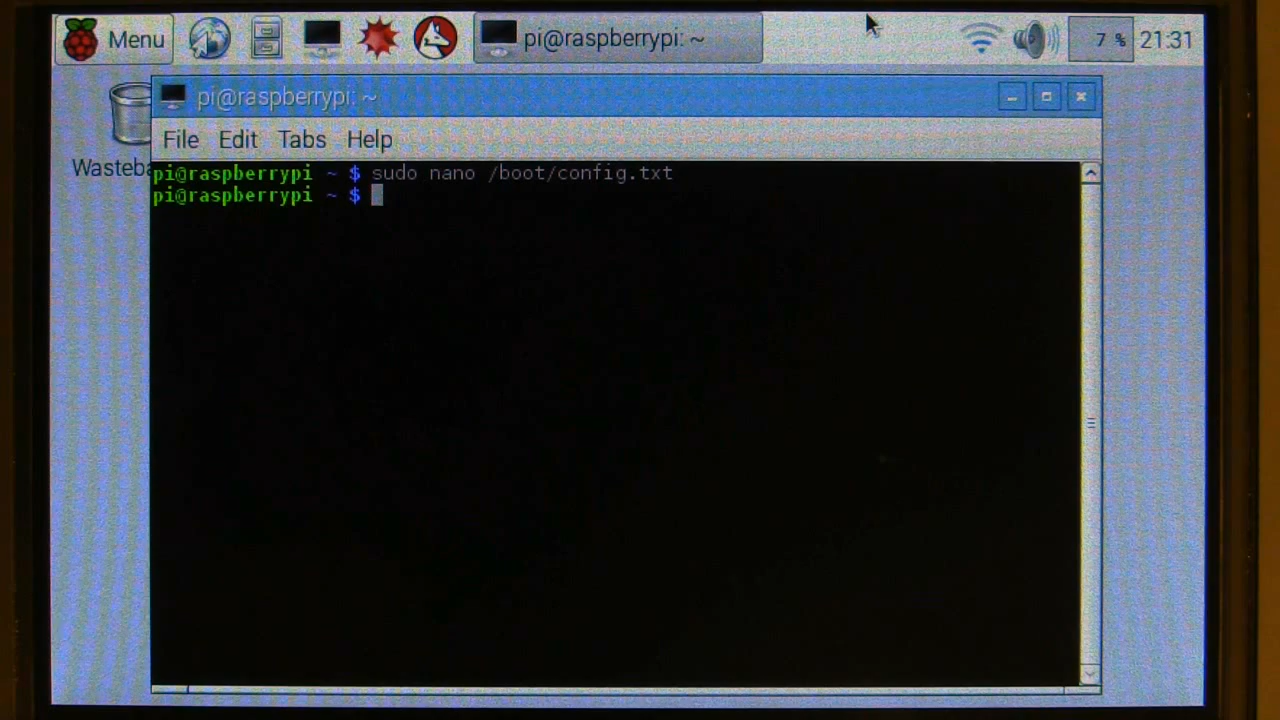 Menu
pi@raspberrypi: ~
7 %
21:31
pi@raspberrypi: ~
File Edit Tabs Help
pi@raspberrypi ~ $ sudo nano /boot/config.txt
pi@raspberrypi ~ $
Casteba